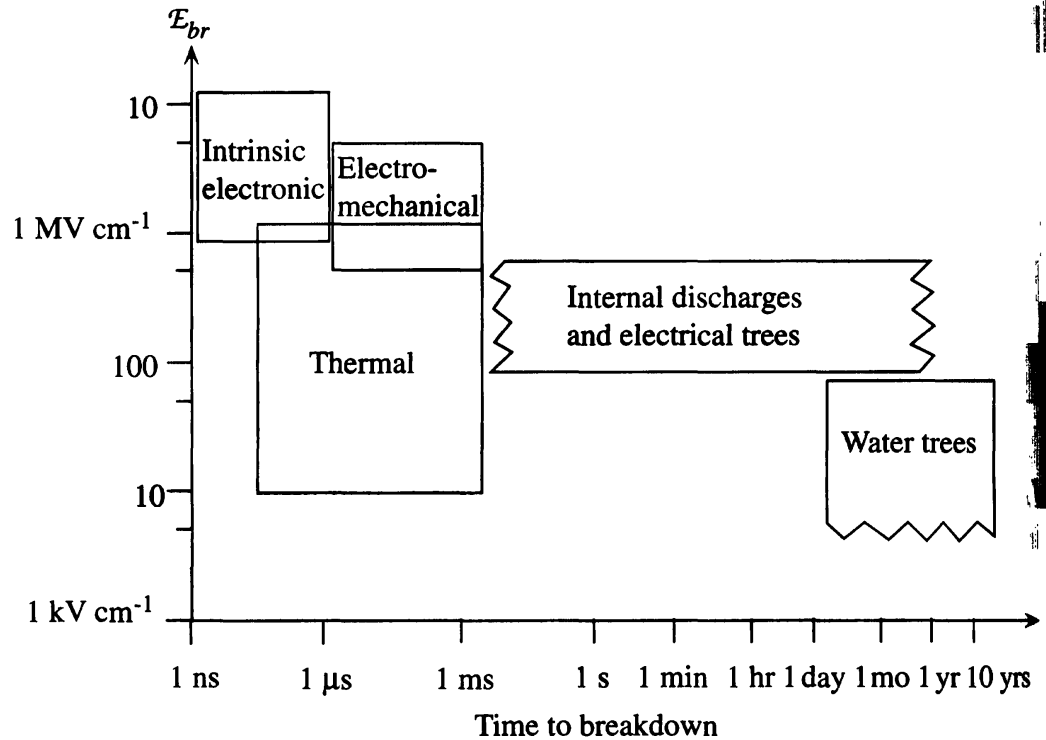 ℰbr
10
Intrinsic
electronic
Electro-
mechanical
1 MV cm⁻¹
Internal discharges
and electrical trees
Thermal
100
Water trees
10
1 kV cm⁻¹
1 ns 1 μs 1 ms 1 s 1 min 1 hr 1 day 1 mo 1 yr 10 yrs
Time to breakdown